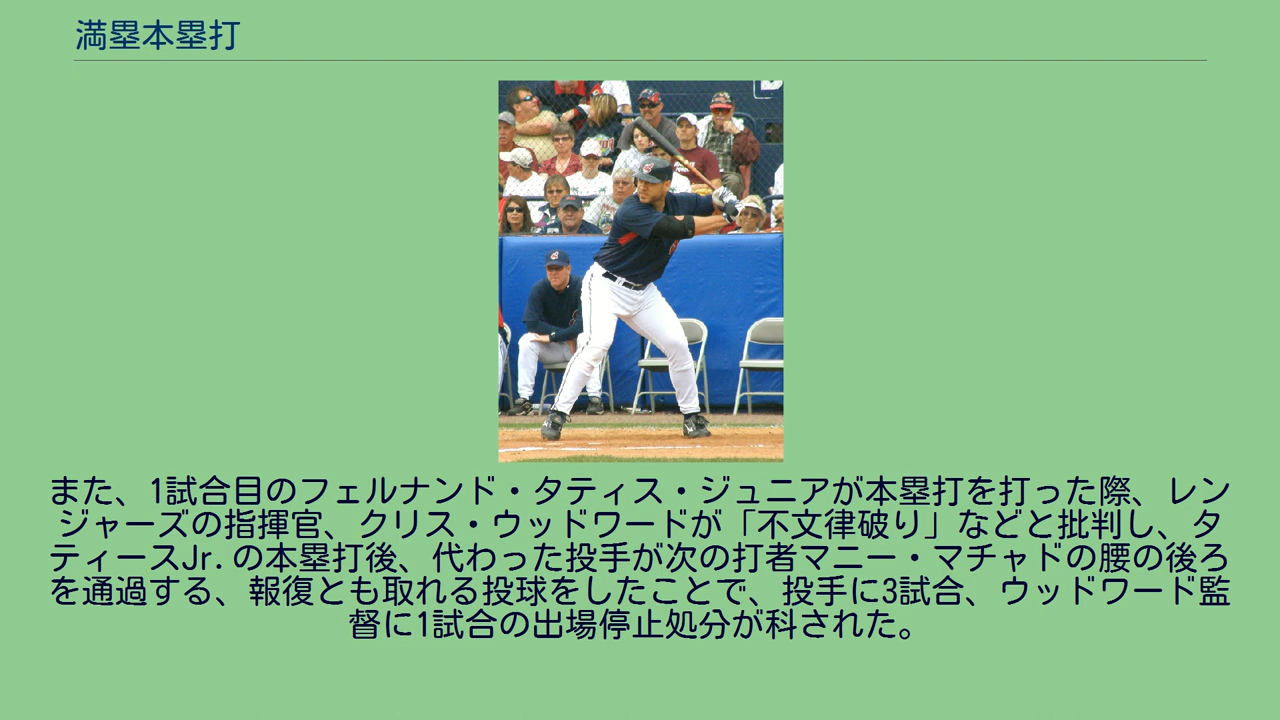 満塁本塁打
また、1試合目のフェルナンド・タティス・ジュニアが本塁打を打った際、レン
ジャーズの指揮官、クリス・ウッドワードが「不文律破り」などと批判し、タ
ティースJr.の本塁打後、代わった投手が次の打者マニー・マチャドの腰の後ろ
を通過する、報復とも取れる投球をしたことで、投手に3試合、ウッドワード監
督に1試合の出場停止処分が科された。